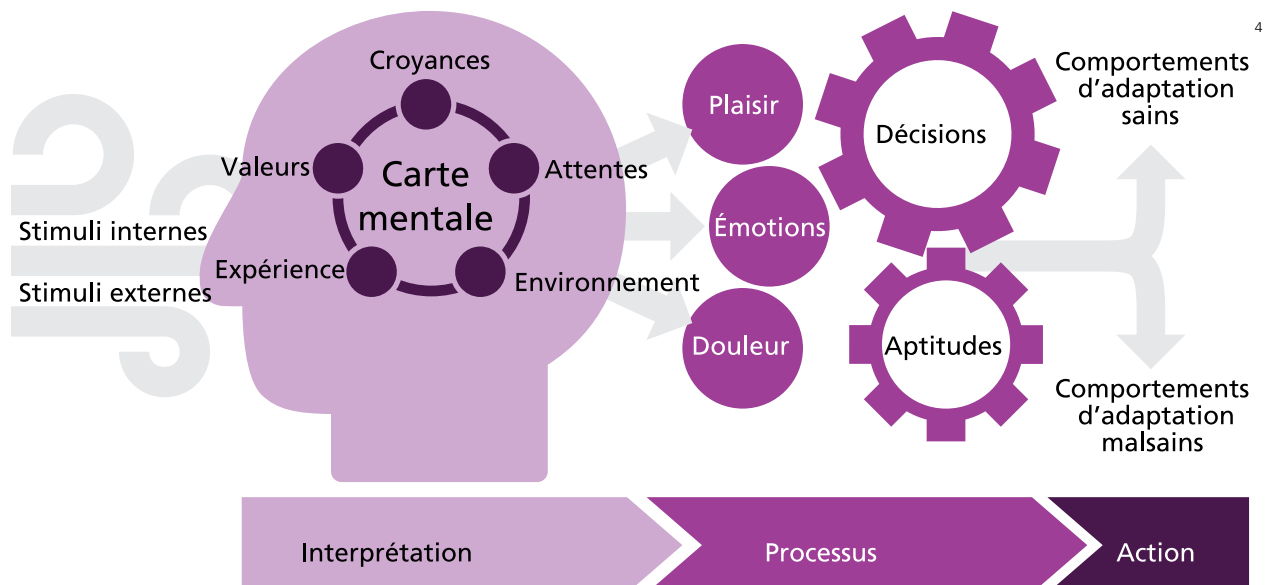 4
Croyances
Valeurs
Carte
mentale
Attentes
Stimuli internes
Stimuli externes
Expérience
Environnement
Plaisir
Émotions
Douleur
Décisions
Aptitudes
Comportements
d’adaptation
sains
Comportements
d’adaptation
malsains
Interprétation
Processus
Action